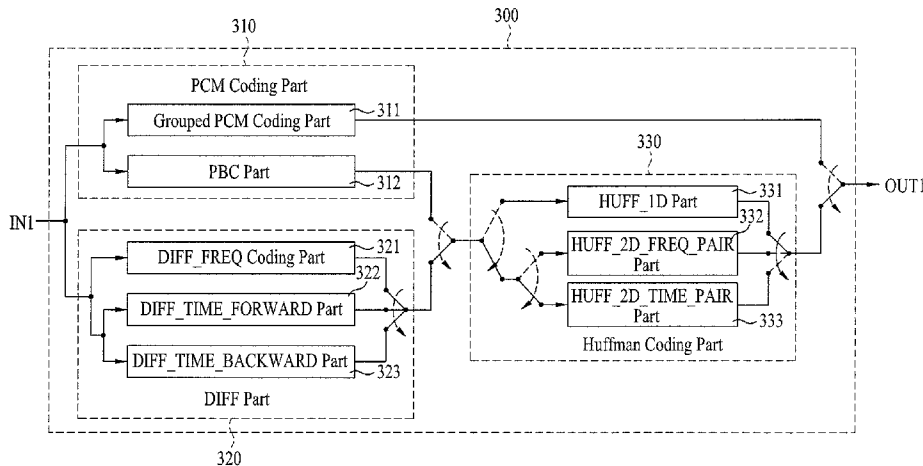 300
310
PCM Coding Part
311
Grouped PCM Coding Part
PBC Part
312
330
HUFF_1D Part
331
332
HUFF_2D_FREQ_PAIR
Part
HUFF_2D_TIME_PAIR
Part
333
Huffman Coding Part
OUT1
IN1
321
DIFF_FREQ Coding Part
322
DIFF_TIME_FORWARD Part
DIFF_TIME_BACKWARD Part
323
DIFF Part
320